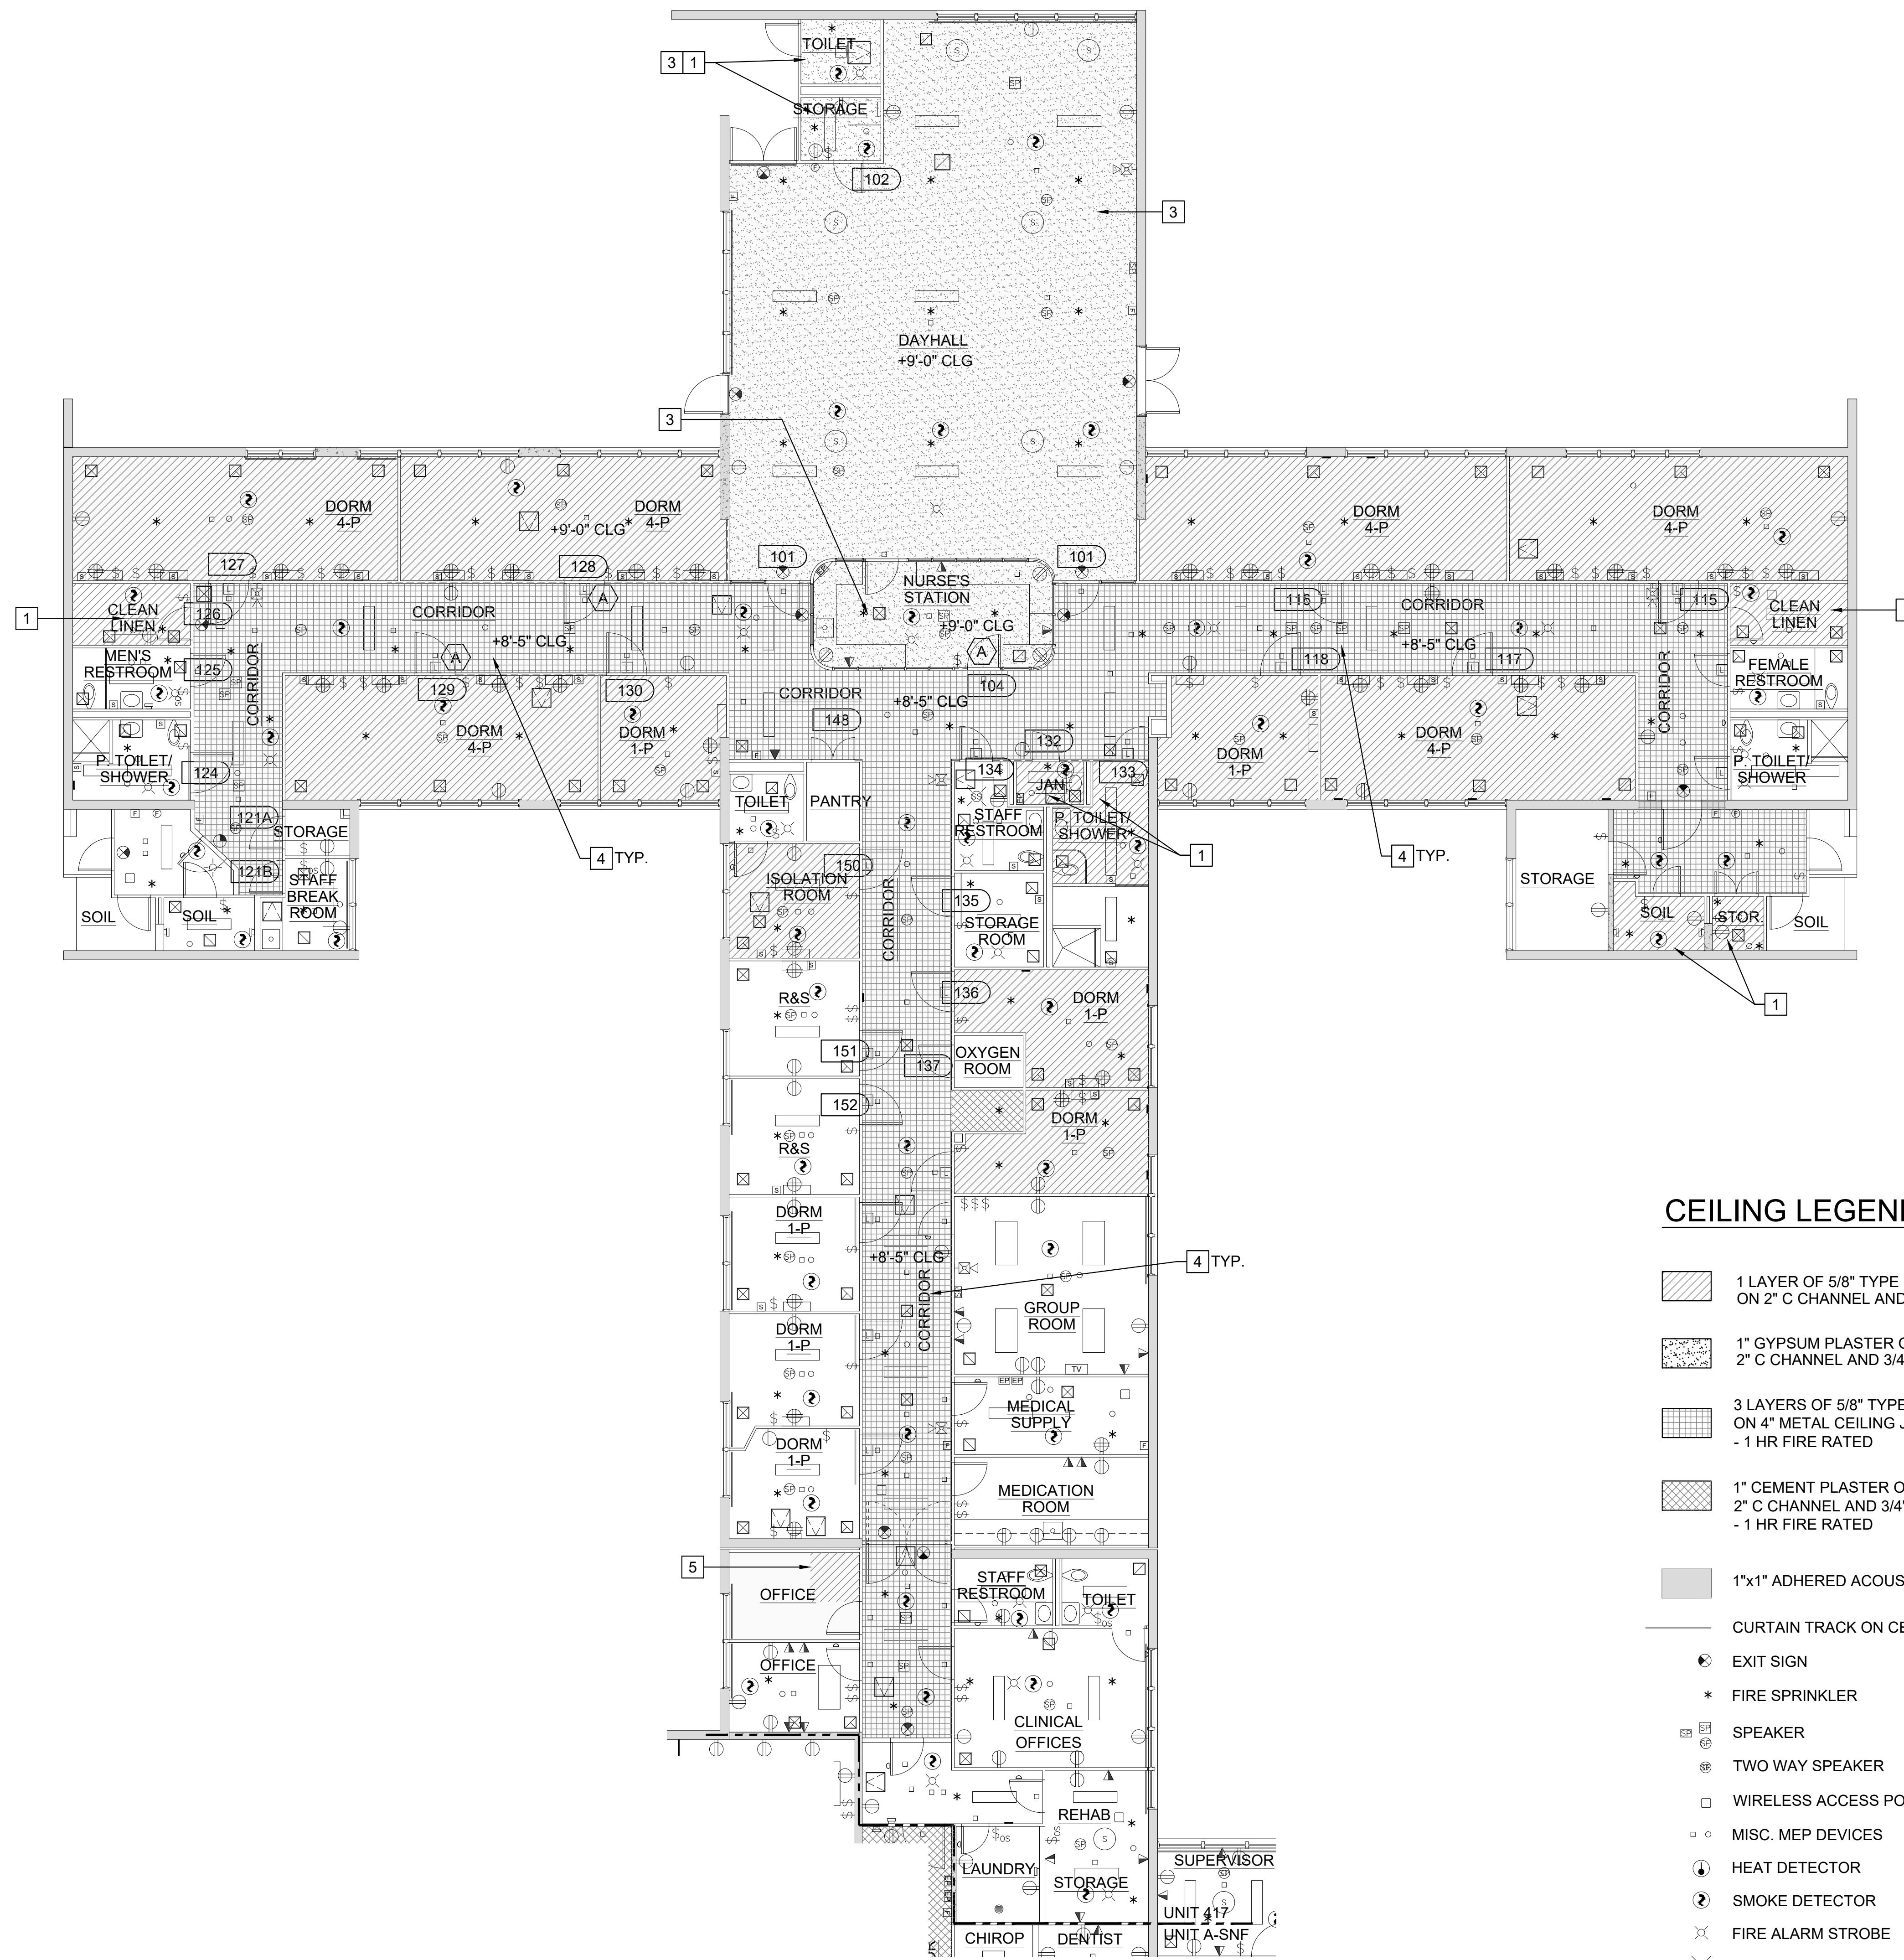 TOILET
3 1
STORAGE
102
3
DAYHALL
+9'-0" CLG
3
DORM
4-P
DORM
4-P
+9'-0" CLG
DORM
4-P
DORM
4-P
127
128
101
101
NURSE'S
STATION
+9'-0" CLG
A
1
CLEAN
LINEN
126
CORRIDOR
+8'-5" CLG
A
A
116
CORRIDOR
+8'-5" CLG
115
CLEAN
LINEN
MEN'S
RESTROOM
125
CORRIDOR
129
130
118
117
CORRIDOR
FEMALE
RESTROOM
CORRIDOR
+8'-5" CLG
104
148
132
DORM
4-P
DORM
1-P
DORM
1-P
DORM
4-P
P. TOILET/
SHOWER
124
P. TOILET/
SHOWER
121A
STORAGE
121B
STAFF
BREAK
ROOM
SOIL
SOIL
4 TYP.
TOILET
PANTRY
134
JAN.
133
STAFF
RESTROOM
P. TOILET/
SHOWER
1
4 TYP.
STORAGE
SOIL
STOR.
SOIL
1
150
ISOLATION
ROOM
CORRIDOR
135
STORAGE
ROOM
R&S
136
DORM
1-P
151
137
OXYGEN
ROOM
152
DORM
1-P
R&S
DORM
1-P
+8'-5" CLG
CORRIDOR
4 TYP.
GROUP
ROOM
TV
DORM
1-P
EP EP
MEDICAL
SUPPLY
DORM
1-P
MEDICATION
ROOM
5
OFFICE
STAFF
RESTROOM
TOILET
OFFICE
CLINICAL
OFFICES
REHAB
LAUNDRY
STORAGE
SUPERVISOR
UNIT 417
UNIT A-SNF
CHIROP
DENTIST
CEILING LEGEN
1 LAYER OF 5/8" TYPE
ON 2" C CHANNEL AND
1" GYPSUM PLASTER
2" C CHANNEL AND 3/4
3 LAYERS OF 5/8" TYPE
ON 4" METAL CEILING
- 1 HR FIRE RATED
1" CEMENT PLASTER
2" C CHANNEL AND 3/4"
- 1 HR FIRE RATED
1"x1" ADHERED ACOUS
CURTAIN TRACK ON CE
EXIT SIGN
FIRE SPRINKLER
SP SP SP SPEAKER
SP TWO WAY SPEAKER
WIRELESS ACCESS PO
MISC. MEP DEVICES
HEAT DETECTOR
SMOKE DETECTOR
FIRE ALARM STROBE